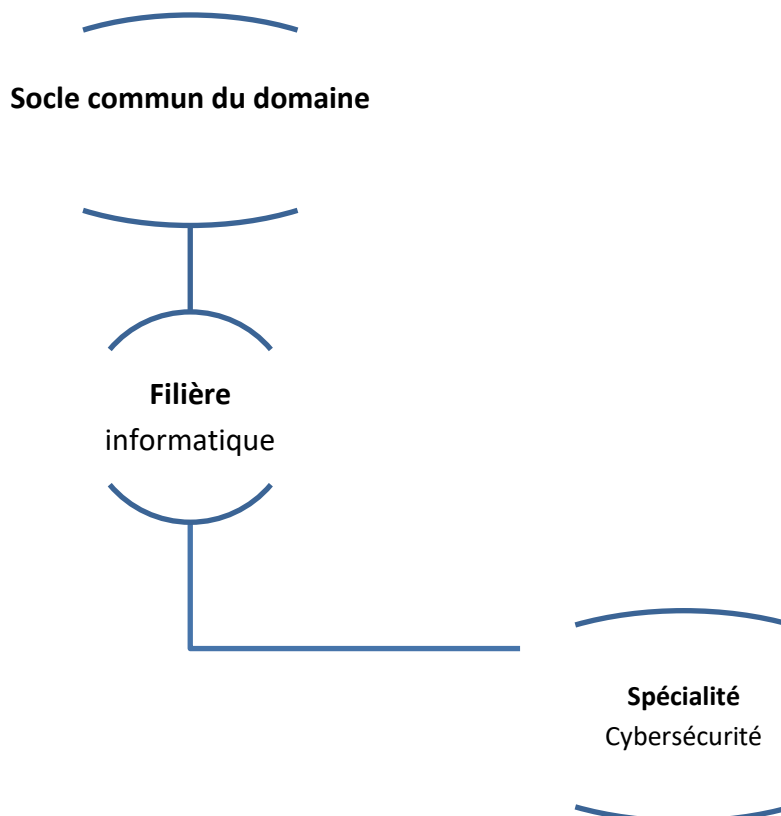 Socle commun du domaine
Filière
informatique
Spécialité
Cybersécurité